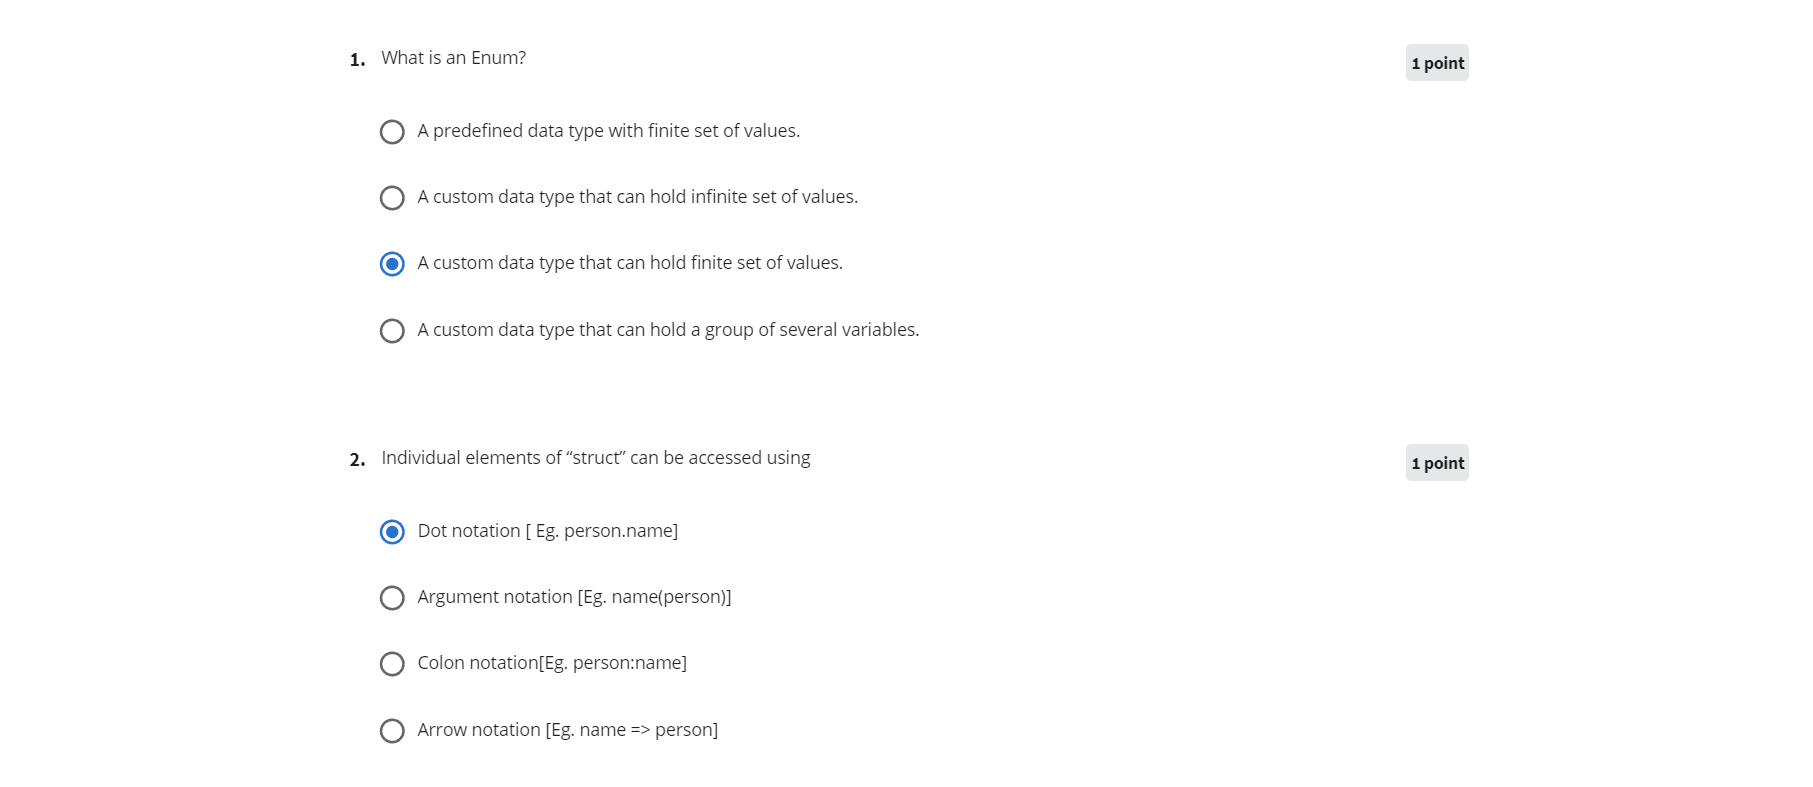 1. What is an Enum?
1 point
A predefined data type with finite set of values.
A custom data type that can hold infinite set of values.
A custom data type that can hold finite set of values.
A custom data type that can hold a group of several variables.
2. Individual elements of “struct” can be accessed using
1 point
Dot notation [ Eg. person.name]
Argument notation [Eg. name(person)]
Colon notation[Eg. person:name]
Arrow notation [Eg. name => person]